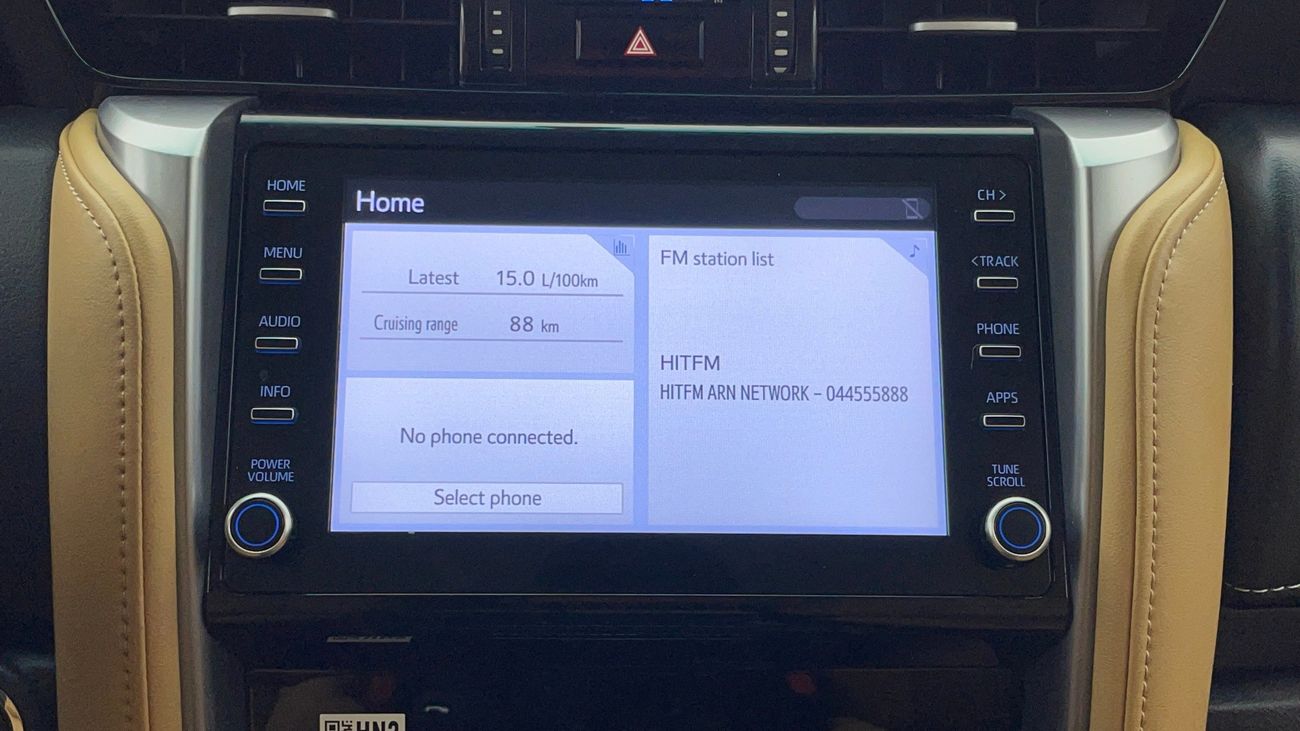 HOME
MENU
AUDIO
INFO
POWER
VOLUME
Home
Latest 15.0 L/100km
Cruising range 88 km
No phone connected.
Select phone
FM station list
HITFM
HITFM ARN NETWORK – 044555888
CH >
<TRACK
PHONE
APPS
TUNE
SCROLL